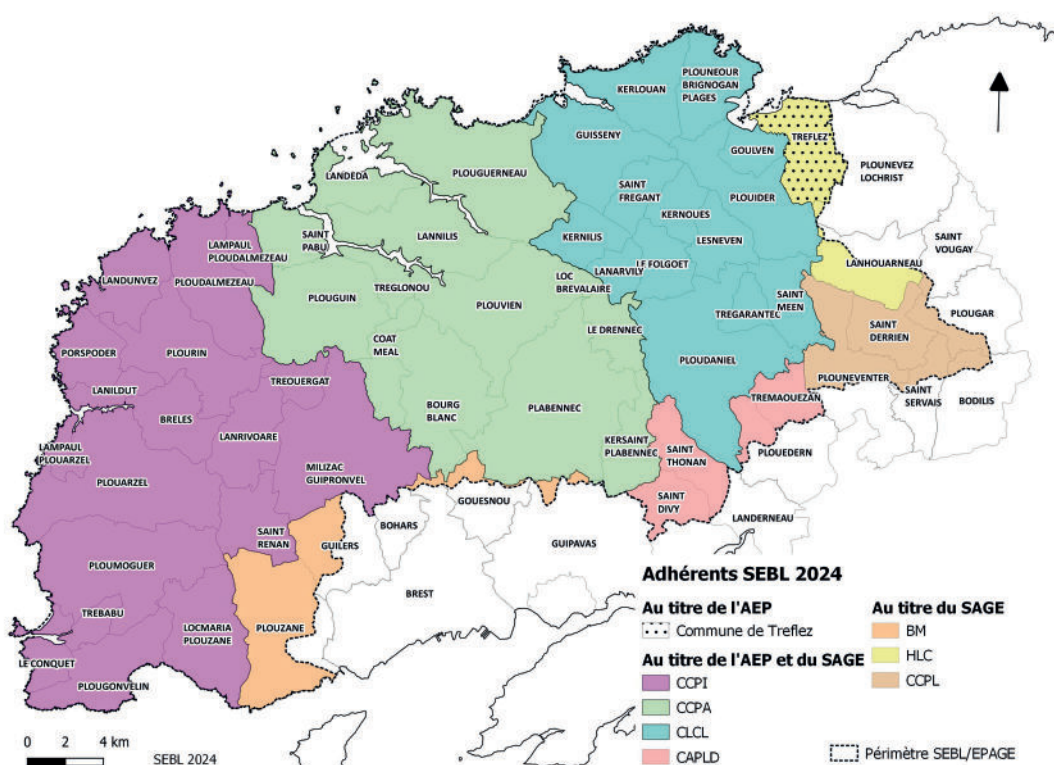 KERLOUAN
PLOUNEOUR
BRIGNOGAN
PLAGES
GUISSENY
TREFLEZ
GOULVEN
PLOUNEVEZ
LOCHRIST
LANDEDA
PLOUGUERNEAU
SAINT
FREGANT
PLOUIDER
KERNOUES
SAINT
PABU
LANNILIS
KERNILIS
LESNEVEN
SAINT
VOUGAY
LAMPAUL
PLOUDALMEZEAU
LANDUNVEZ
PLOUDALMEZEAU
LANARVILY
LE FOLGOET
LANHOUARNEAU
LOC
BREVALAIRE
TREGLONOU
PLOUGUIN
PLOUVIEN
SAINT
MEEN
TREGARANTEC
PLOUGAR
LE DRENNEC
SAINT
DERRIEN
COAT
MEAL
PORSPODER
PLOURIN
PLOUDANIEL
LANILDUT
TREOUERGAT
PLOUNEVENTER
SAINT
SERVAIS
BODILIS
TREMAOUEZAN
BRELES
BOURG
BLANC
PLABENNEC
LANRIVOARE
LAMPAUL
PLOUARZEL
KERSAINT
PLABENNEC
SAINT
THONAN
PLOUEDERN
MILIZAC
GUIPRONVEL
PLOUARZEL
SAINT
DIVY
GOUESNOU
BOHARS
LANDERNEAU
SAINT
RENAN
GUILERS
GUIPAVAS
PLOUMOGUER
BREST
TREBABU
LOCMARIA
PLOUZANE
PLOUZANE
LE CONQUET
PLOUGONVELIN
Adhérents SEBL 2024
Au titre de l'AEP
Commune de Treflez
Au titre de l'AEP et du SAGE
CCPI
CCPA
CLCL
CAPLD
Au titre du SAGE
BM
HLC
CCPL
Périmètre SEBL/EPAGE
0 2 4 km
SEBL 2024